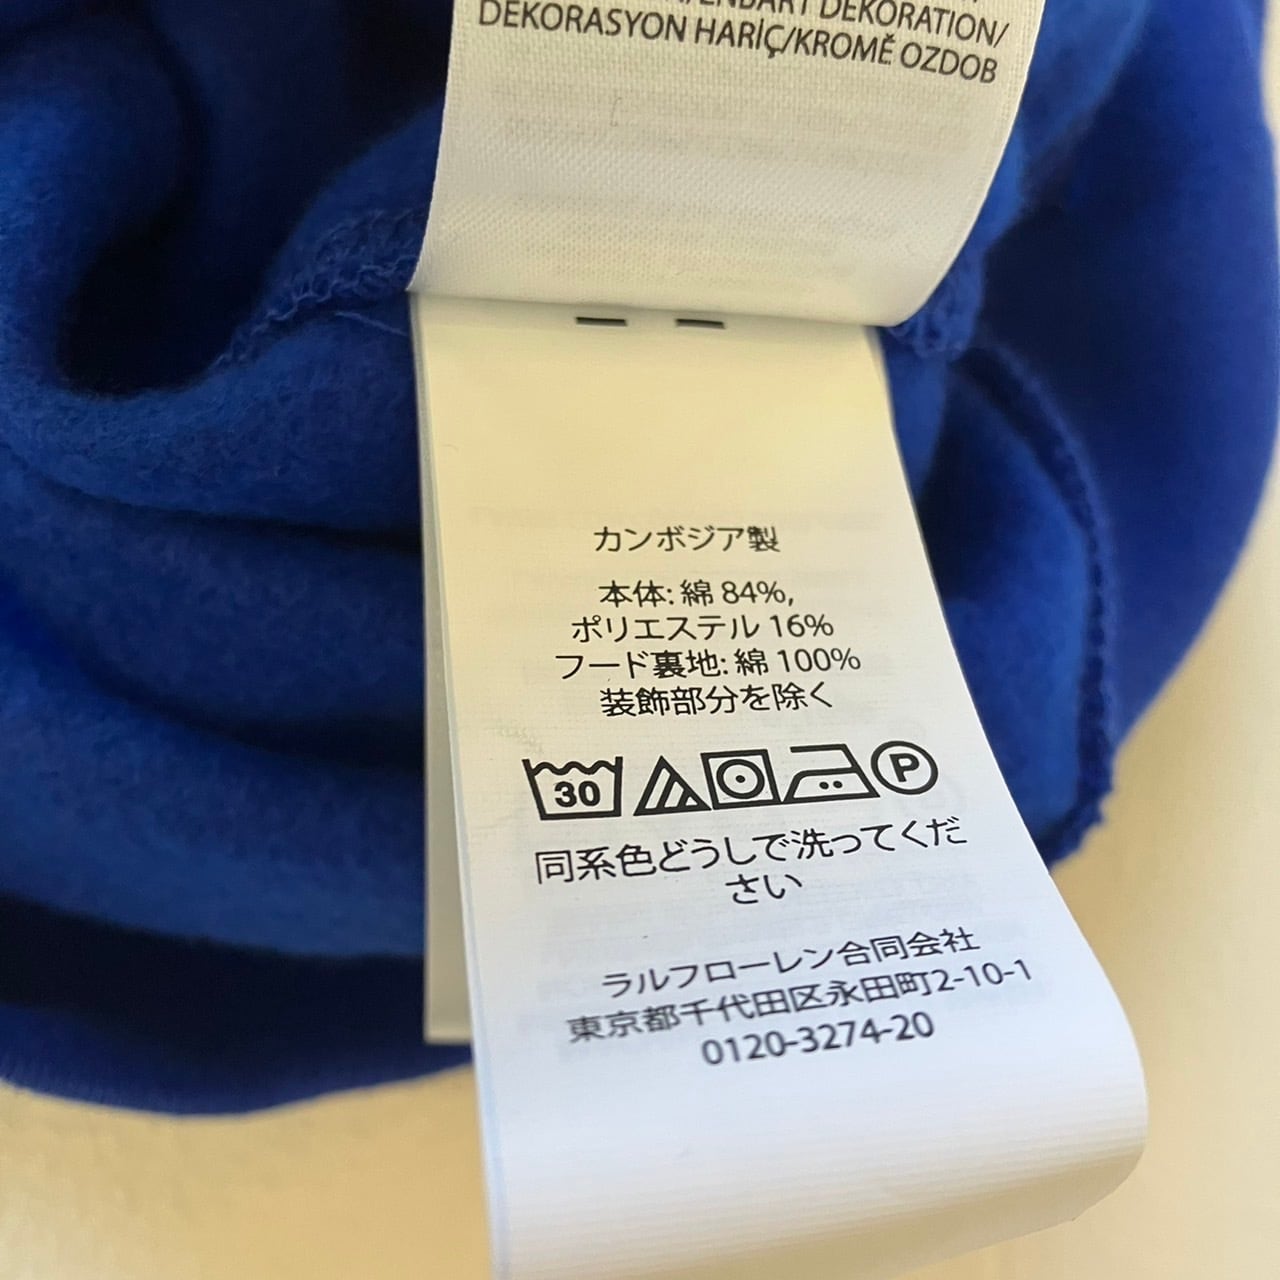 DEKORATION/
DEKORASYON HARİÇ/KROMĚ OZDOB
カンボジア製
本体: 綿 84%,
ポリエステル 16%
フード裏地: 綿 100%
装飾部分を除く
30 P
同系色どうしで洗ってくだ
さい
ラルフローレン合同会社
東京都千代田区永田町2-10-1
0120-3274-20